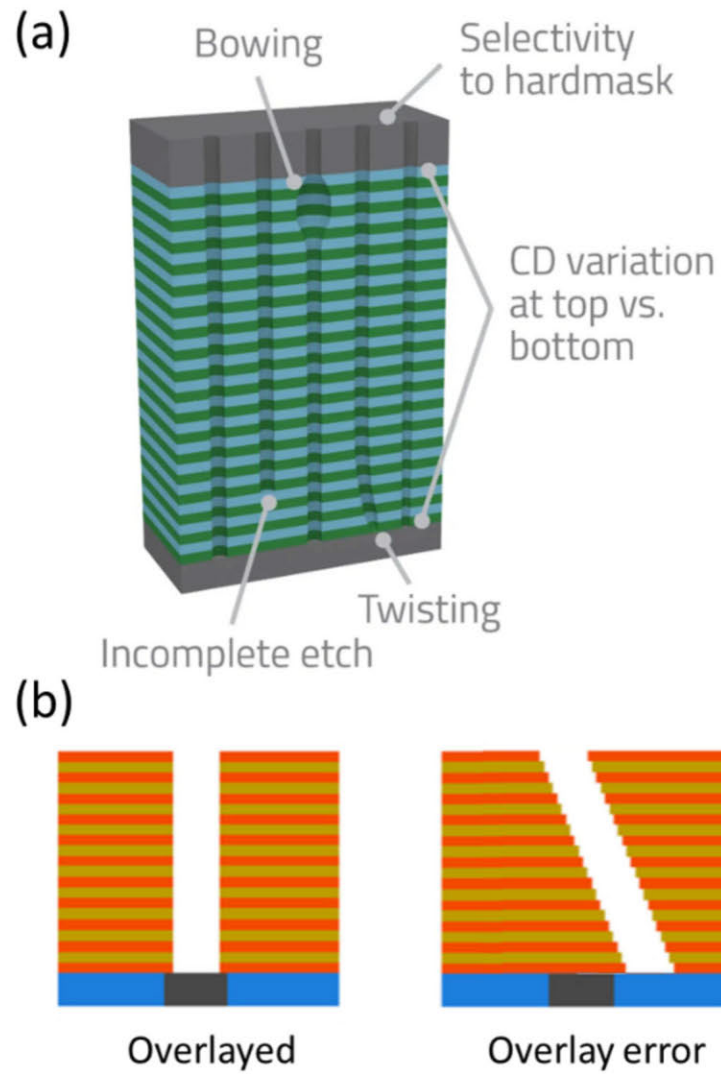 (a)
Bowing
Selectivity
to hardmask
CD variation
at top vs.
bottom
Twisting
Incomplete etch
(b)
Overlayed
Overlay error